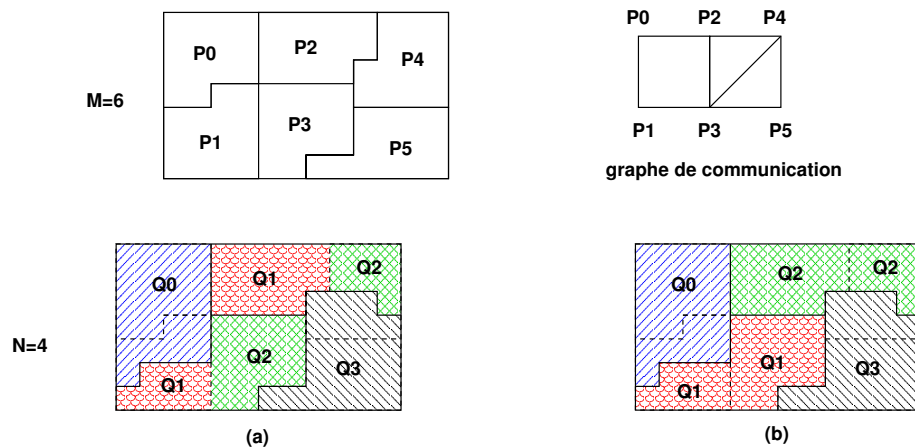 P0 P2 P4
M=6
P1 P3 P5
P0 P2 P4
P1 P3 P5
graphe de communication
N=4
Q0 Q1 Q2
Q1 Q2 Q3
(a)
Q0 Q2 Q2
Q1 Q1 Q3
(b)